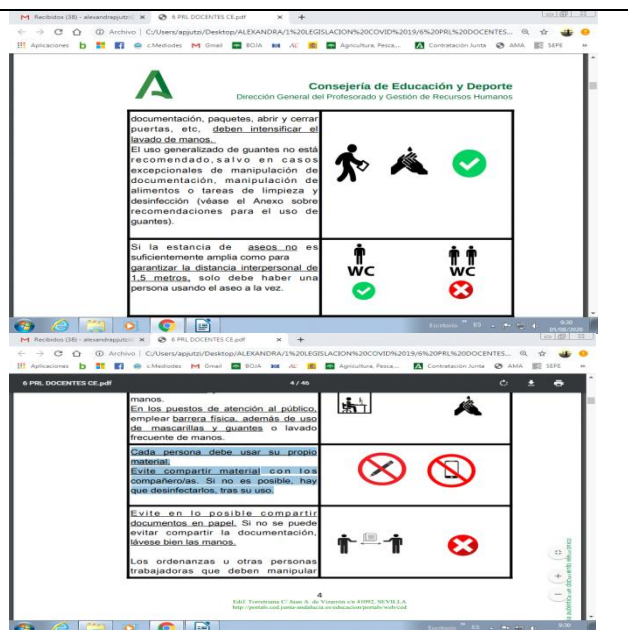 Recibidos (38) - alexandrapjutzi
6 PRL DOCENTES CE.pdf
Archivo | C:/Users/apjutzi/Desktop/ALEXANDRA/1%20LEGISLACION%20COVID%2019/6%20PRL%20DOCENTES...
Aplicaciones
c.Mediodes
Gmail
BOJA
Agricultura, Pesca,...
Contratación Junta
AMA
SEPE
Consejería de Educación y Deporte
Dirección General del Profesorado y Gestión de Recursos Humanos
documentación, paquetes, abrir y cerrar
puertas, etc, deben intensificar el
lavado de manos.
El uso generalizado de guantes no está
recomendado, salvo en casos
excepcionales de manipulación de
documentación, manipulación de
alimentos o tareas de limpieza y
desinfección (véase el Anexo sobre
recomendaciones para el uso de
guantes).
Si la estancia de aseos no es
suficientemente amplia como para
garantizar la distancia interpersonal de
1,5 metros, solo debe haber una
persona usando el aseo a la vez.
WC
WC
Escritorio
ES
9:30
Recibidos (38) - alexandrapjutzi
6 PRL DOCENTES CE.pdf
Archivo | C:/Users/apjutzi/Desktop/ALEXANDRA/1%20LEGISLACION%20COVID%2019/6%20PRL%20DOCENTES...
Aplicaciones
c.Mediodes
Gmail
BOJA
Agricultura, Pesca,...
Contratación Junta
AMA
SEPE
6 PRL DOCENTES CE.pdf
4 / 46
manos.
En los puestos de atención al público,
emplear barrera física, además de uso
de mascarillas y guantes o lavado
frecuente de manos.
Cada persona debe usar su propio
material.
Evite compartir material con los
compañero/as. Si no es posible, hay
que desinfectarlos, tras su uso.
Evite en lo posible compartir
documentos en papel. Si no se puede
evitar compartir la documentación,
lávese bien las manos.
Los ordenanzas u otras personas
trabajadoras que deben manipular
4
Edif. Torretriana C/ Juan A. de Vizarrón s/n 41092, SEVILLA
Escritorio
ES
9:30